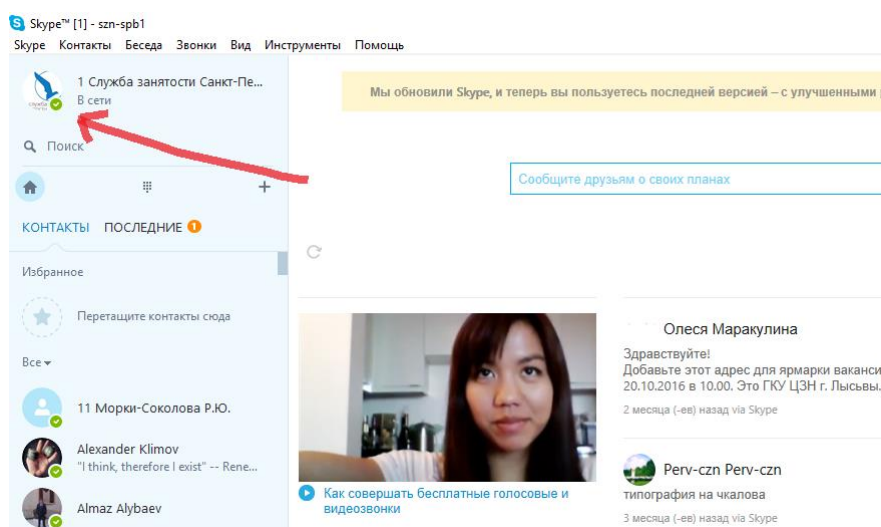 Skype™ [1] - szn-spb1
Skype Контакты Беседа Звонки Вид Инструменты Помощь
1 Служба занятости Санкт-Пе...
В сети
Поиск
КОНТАКТЫ ПОСЛЕДНИЕ 1
Избранное
Перетащите контакты сюда
Все
11 Морки-Соколова Р.Ю.
Alexander Klimov
"I think, therefore I exist" -- Rene...
Almaz Alybaev
Мы обновили Skype, и теперь вы пользуетесь последней версией – с улучшенными
Сообщите друзьям о своих планах
Как совершать бесплатные голосовые и
видеозвонки
Олеся Маракулина
Здравствуйте!
Добавьте этот адрес для ярмарки ваканси
20.10.2016 в 10.00. Это ГКУ ЦЗН г. Лысьвы.
2 месяца (-ев) назад via Skype
Perv-czn Perv-czn
типография на чкалова
3 месяца (-ев) назад via Skype